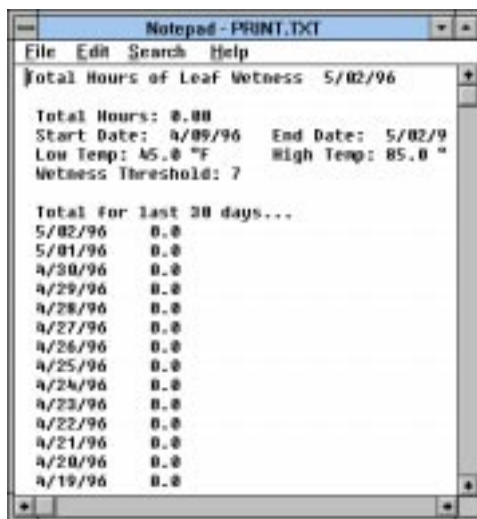 Notepad - PRINT.TXT
File Edit Search Help
Total Hours of Leaf Wetness 5/02/96
Total Hours: 0.00
Start Date: 4/09/96 End Date: 5/02/9
Low Temp: 45.0 °F High Temp: 85.0 °
Wetness Threshold: 7
Total for last 30 days...
5/02/96 0.0
5/01/96 0.0
4/30/96 0.0
4/29/96 0.0
4/28/96 0.0
4/27/96 0.0
4/26/96 0.0
4/25/96 0.0
4/24/96 0.0
4/23/96 0.0
4/22/96 0.0
4/21/96 0.0
4/20/96 0.0
4/19/96 0.0